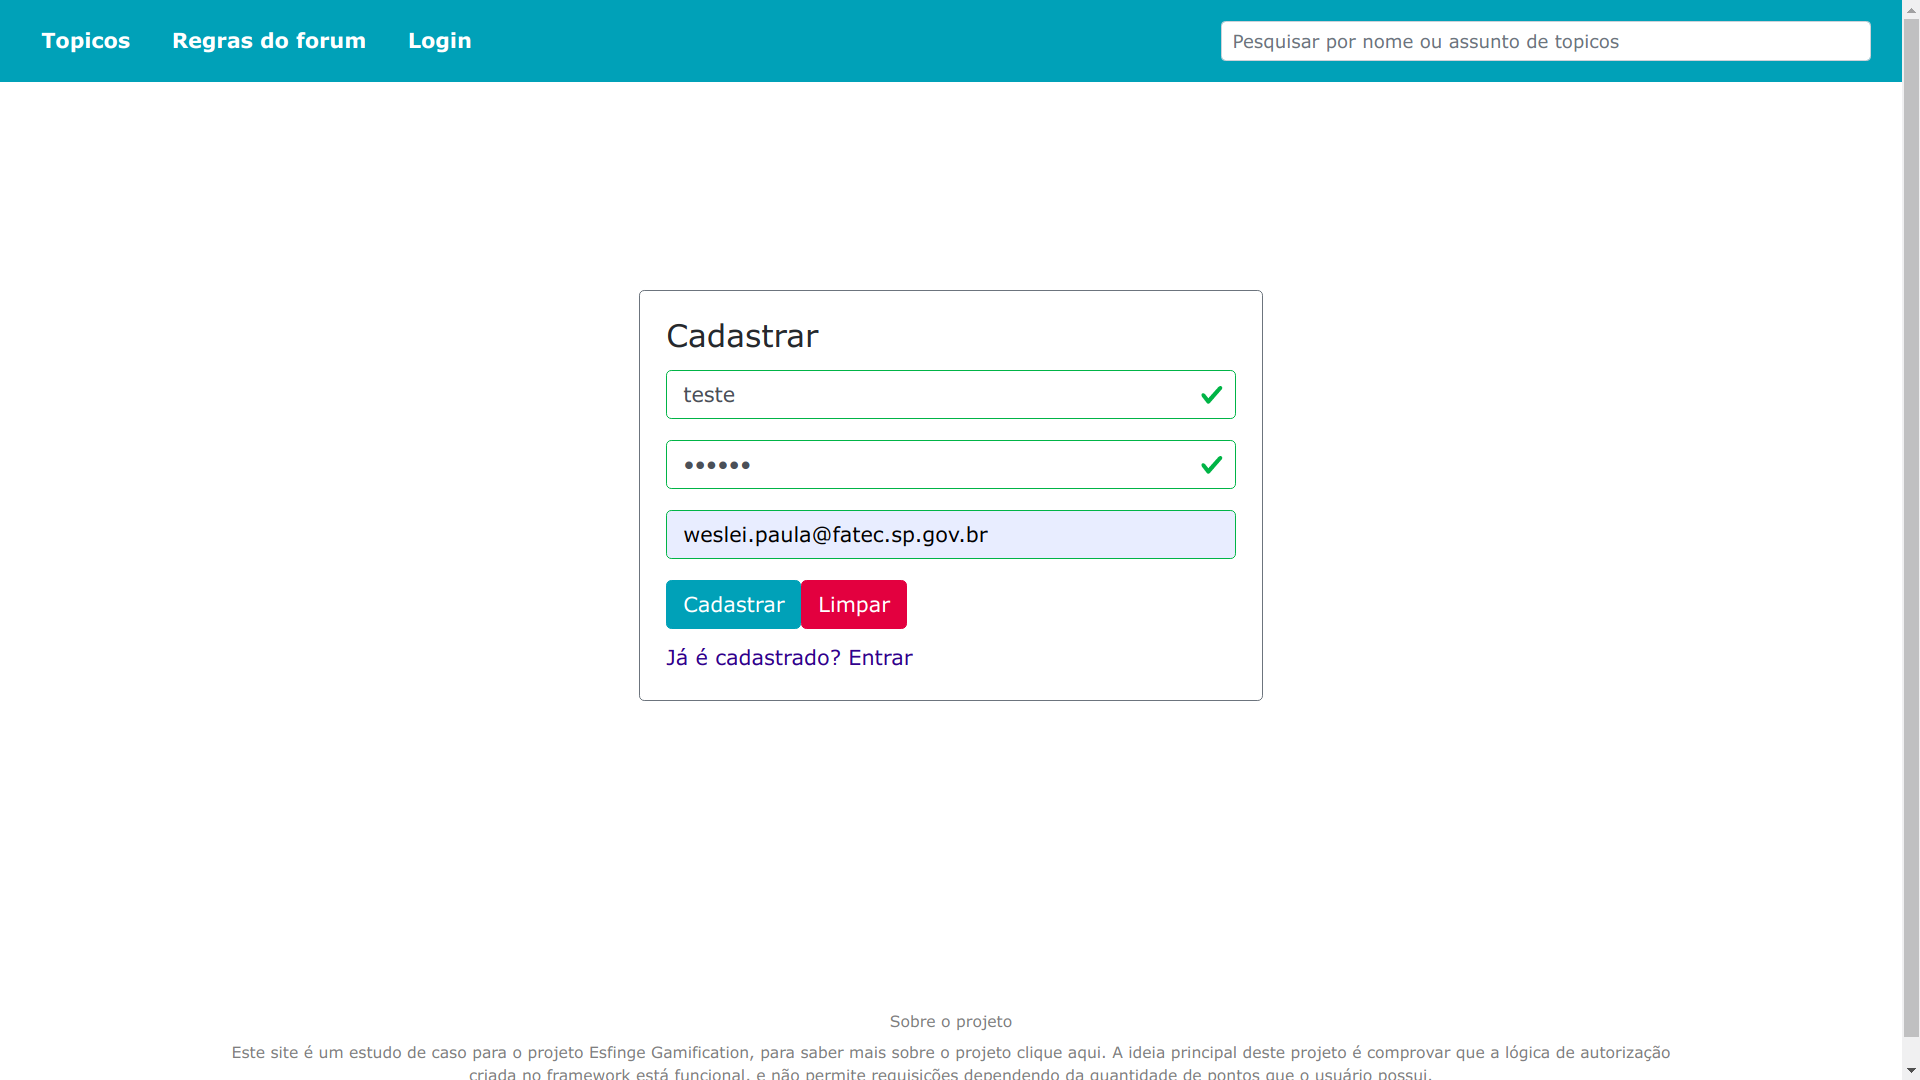 Topicos
Regras do forum
Login
Pesquisar por nome ou assunto de topicos
Cadastrar
teste
••••••
weslei.paula@fatec.sp.gov.br
Cadastrar
Limpar
Já é cadastrado? Entrar
Sobre o projeto
Este site é um estudo de caso para o projeto Esfinge Gamification, para saber mais sobre o projeto clique aqui. A ideia principal deste projeto é comprovar que a lógica de autorização
criada no framework está funcional, e não permite requisições dependendo da quantidade de pontos que o usuário possui.